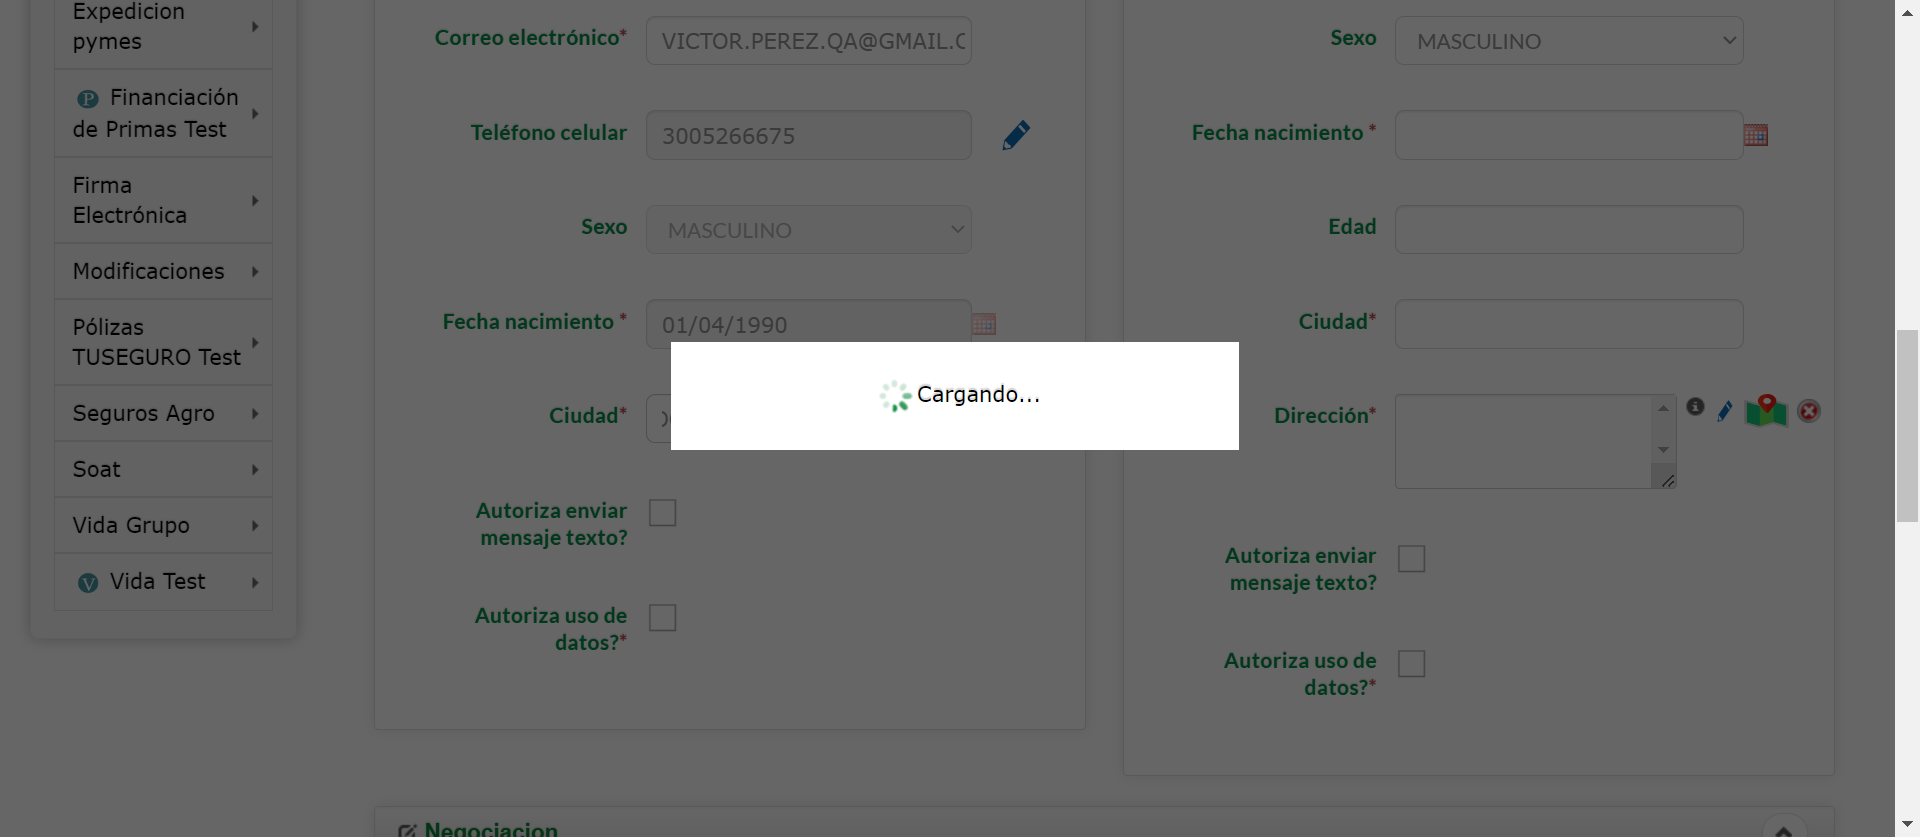 Expedicion
pymes
P Financiación
de Primas Test
Firma
Electrónica
Modificaciones
Pólizas
TUSEGURO Test
Seguros Agro
Soat
Vida Grupo
V Vida Test
Correo electrónico*
VICTOR.PEREZ.QA@GMAIL.C
Teléfono celular
3005266675
Sexo
MASCULINO
Fecha nacimiento *
01/04/1990
Ciudad*
Autoriza enviar
mensaje texto?
Autoriza uso de
datos?*
Sexo
MASCULINO
Fecha nacimiento *
Edad
Ciudad*
Dirección*
Autoriza enviar
mensaje texto?
Autoriza uso de
datos?*
Cargando...
Negociacion